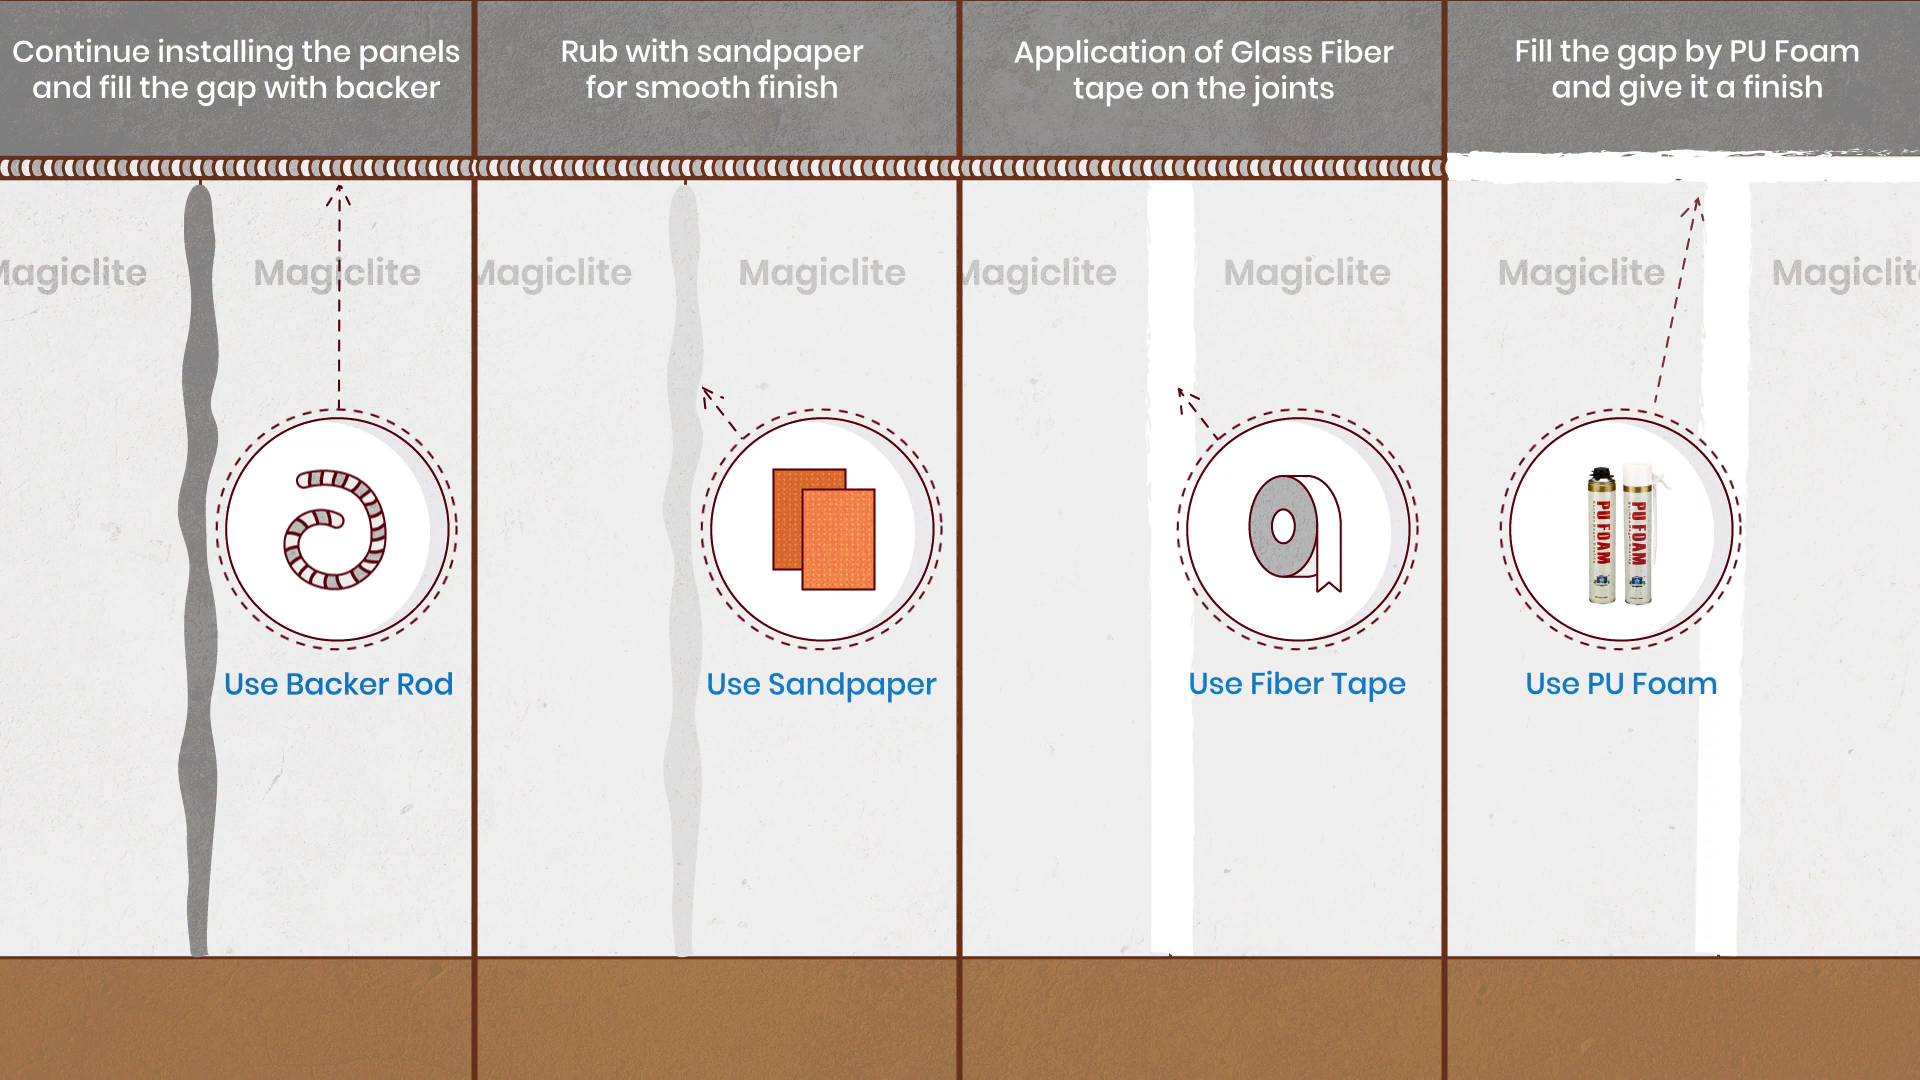 Continue installing the panels
and fill the gap with backer
Rub with sandpaper
for smooth finish
Application of Glass Fiber
tape on the joints
Fill the gap by PU Foam
and give it a finish
Magiclite
Magiclite
Magiclite
Magiclite
Magiclite
Magiclite
Magiclite
Magiclit
PU FOAM
PU FOAM
Use Backer Rod
Use Sandpaper
Use Fiber Tape
Use PU Foam